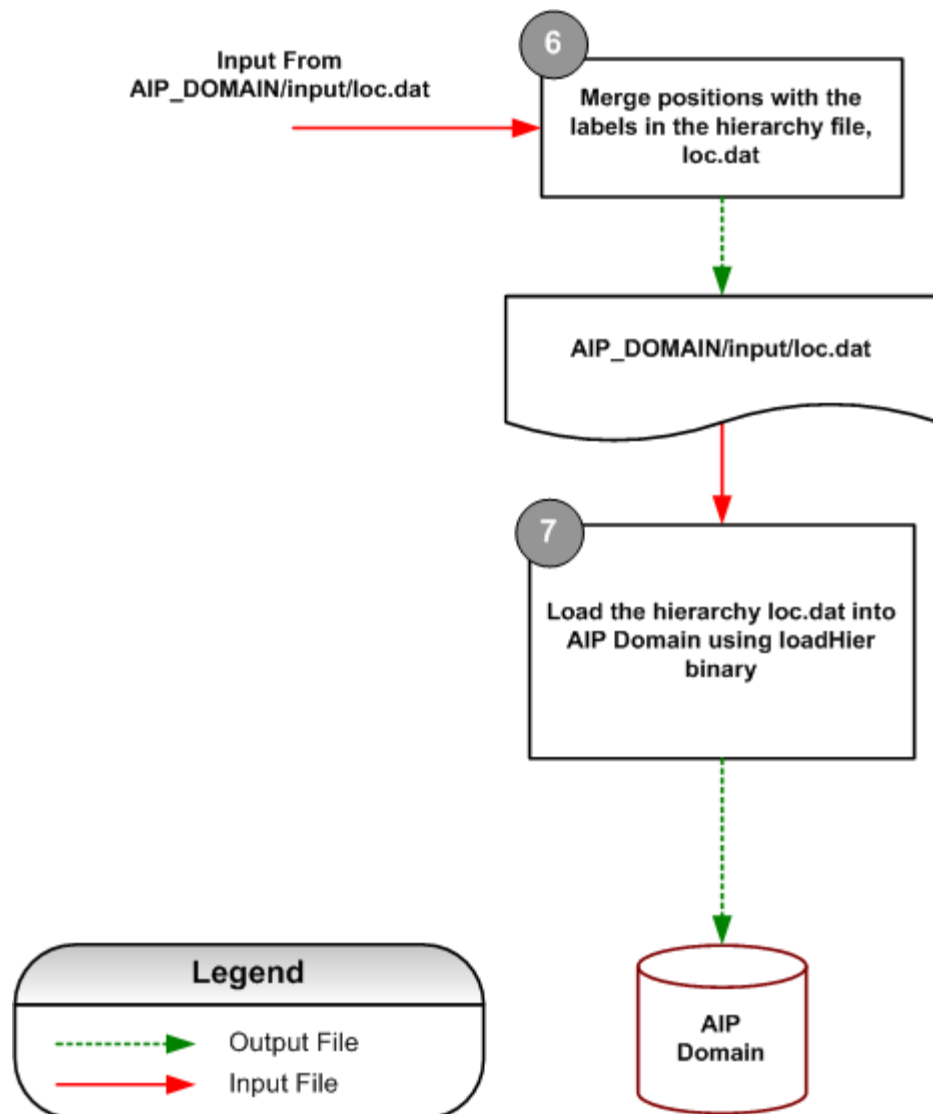 6
Input From
AIP_DOMAIN/input/loc.dat
Merge positions with the
labels in the hierarchy file,
loc.dat
AIP_DOMAIN/input/loc.dat
7
Load the hierarchy loc.dat into
AIP Domain using loadHier
binary
Legend
Output File
Input File
AIP
Domain